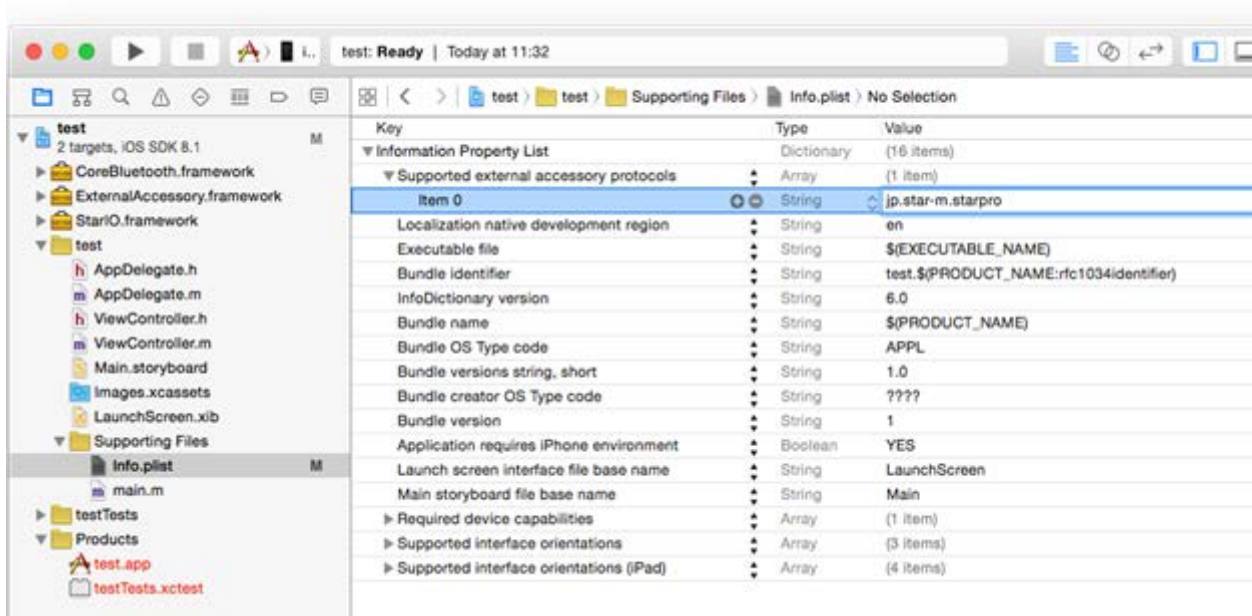 i.. test: Ready | Today at 11:32
test
2 targets, iOS SDK 8.1 M
CoreBluetooth.framework
ExternalAccessory.framework
StarIO.framework
test
h AppDelegate.h
m AppDelegate.m
h ViewController.h
m ViewController.m
Main.storyboard
Images.xcassets
LaunchScreen.xib
Supporting Files
Info.plist M
m main.m
testTests
Products
test.app
testTests.xctest
test test Supporting Files Info.plist No Selection
Key Type Value
Information Property List Dictionary (16 items)
Supported external accessory protocols Array (1 item)
Item 0 String jp.star-m.starpro
Localization native development region String en
Executable file String $(EXECUTABLE_NAME)
Bundle identifier String test.$(PRODUCT_NAME:rfc1034identifier)
InfoDictionary version String 6.0
Bundle name String $(PRODUCT_NAME)
Bundle OS Type code String APPL
Bundle versions string, short String 1.0
Bundle creator OS Type code String ????
Bundle version String 1
Application requires iPhone environment Boolean YES
Launch screen interface file base name String LaunchScreen
Main storyboard file base name String Main
Required device capabilities Array (1 item)
Supported interface orientations Array (3 items)
Supported interface orientations (iPad) Array (4 items)